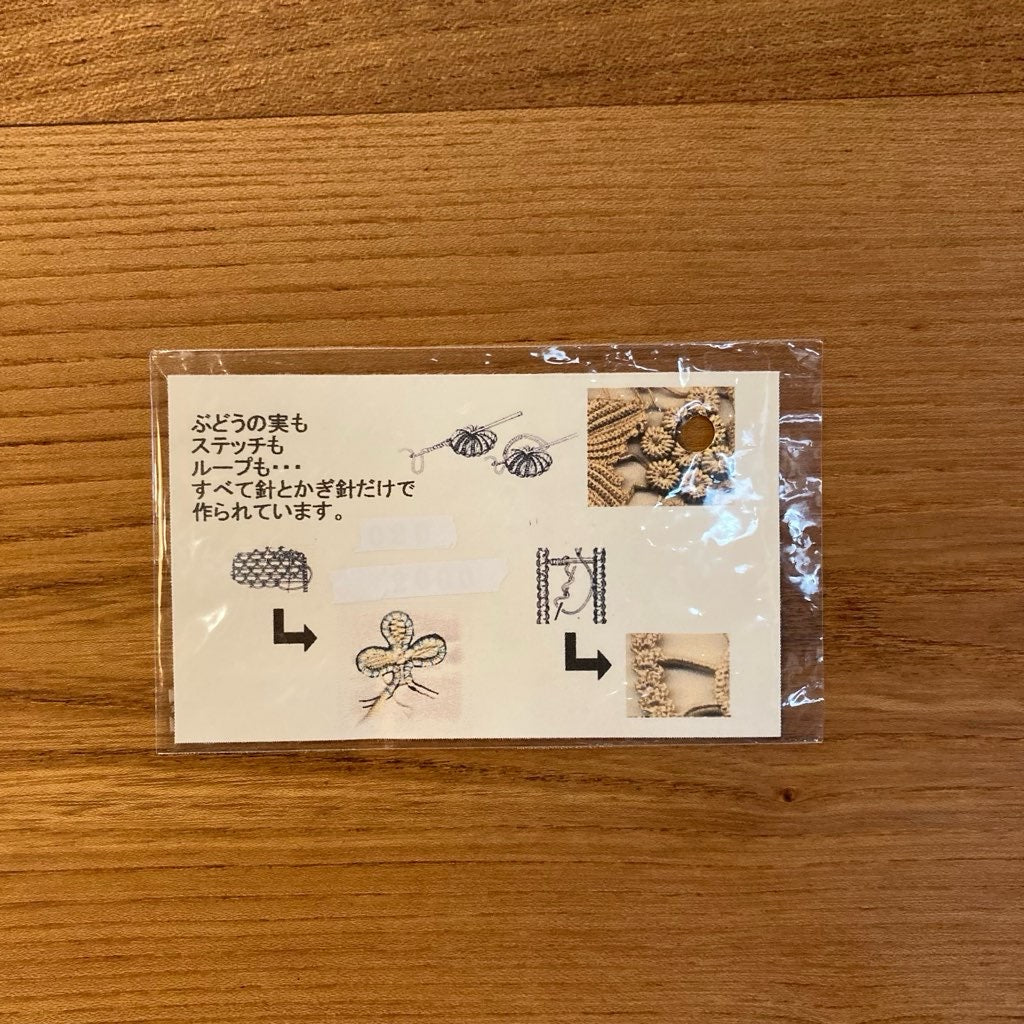 ぶどうの実も
ステッチも
ループも・・・
すべて針とかぎ針だけで
作られています。